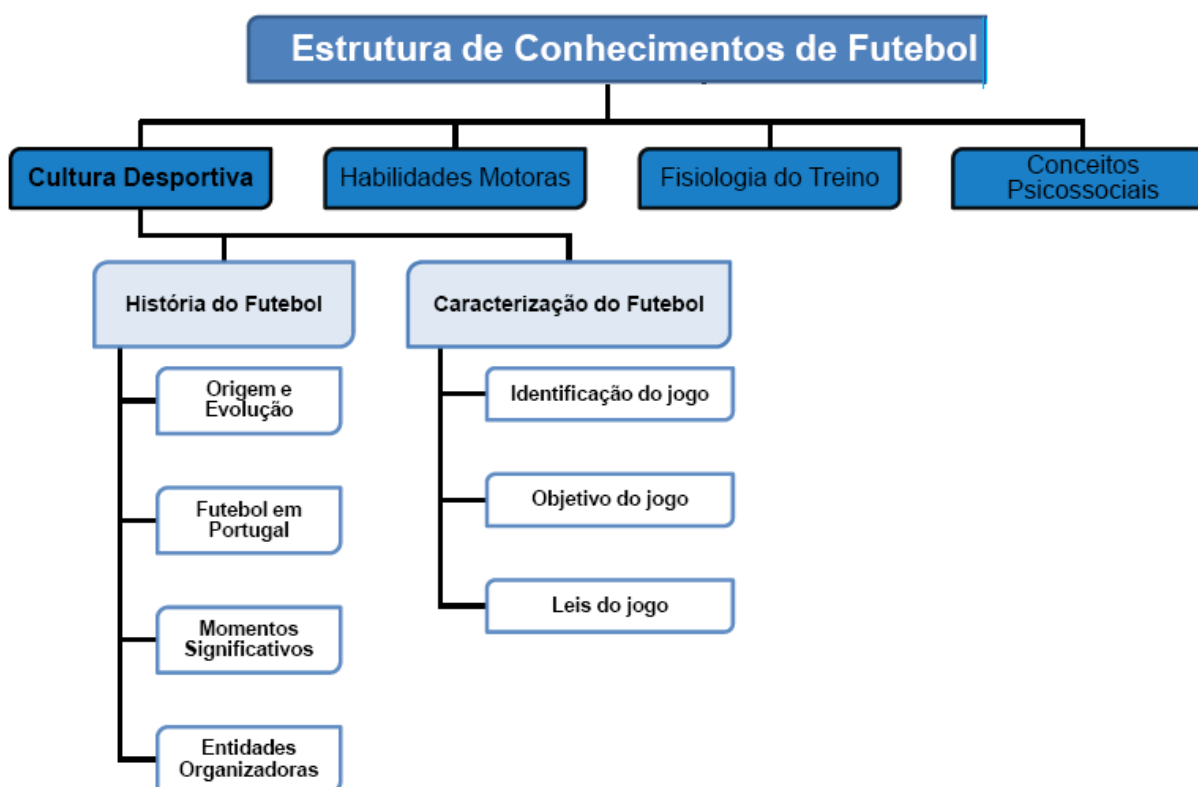 Estrutura de Conhecimentos de Futebol
Cultura Desportiva
Habilidades Motoras
Fisiologia do Treino
Conceitos
Psicossociais
História do Futebol
Caracterização do Futebol
Origem e
Evolução
Identificação do jogo
Futebol em
Portugal
Objetivo do jogo
Leis do jogo
Momentos
Significativos
Entidades
Organizadoras